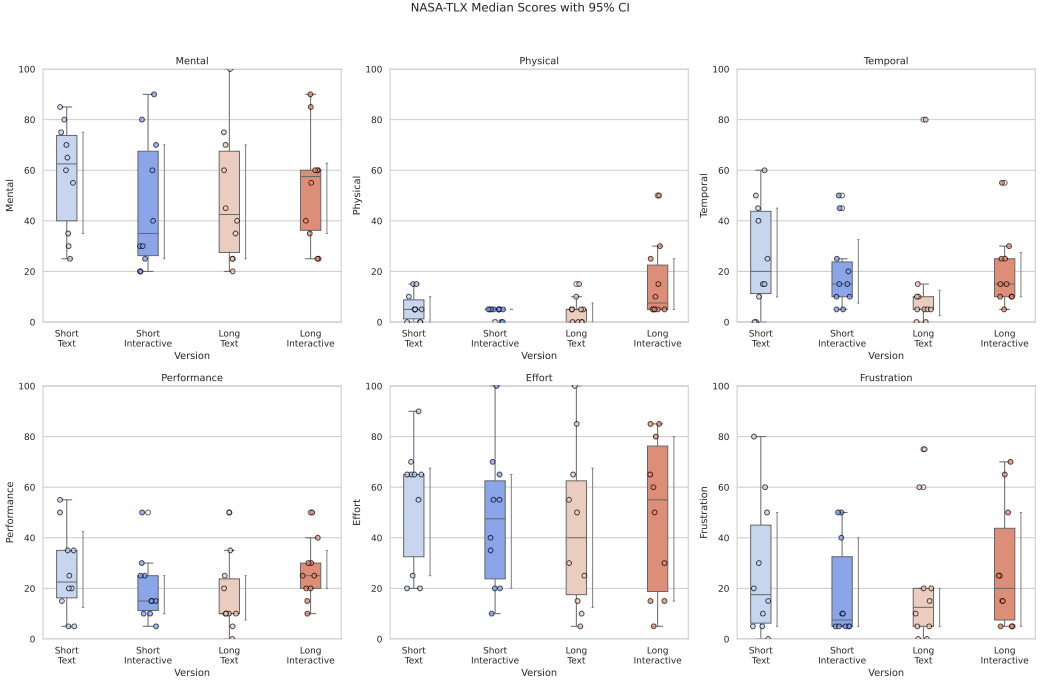 NASA-TLX Median Scores with 95% CI
Mental
Physical
Temporal
100
80
60
40
20
0
Mental
Short
Text
Short
Interactive
Long
Text
Long
Interactive
Version
100
80
60
40
20
0
Physical
Short
Text
Short
Interactive
Long
Text
Long
Interactive
Version
100
80
60
40
20
0
Temporal
Short
Text
Short
Interactive
Long
Text
Long
Interactive
Version
Performance
Effort
Frustration
100
80
60
40
20
0
Performance
Short
Text
Short
Interactive
Long
Text
Long
Interactive
Version
100
80
60
40
20
0
Effort
Short
Text
Short
Interactive
Long
Text
Long
Interactive
Version
100
80
60
40
20
0
Frustration
Short
Text
Short
Interactive
Long
Text
Long
Interactive
Version